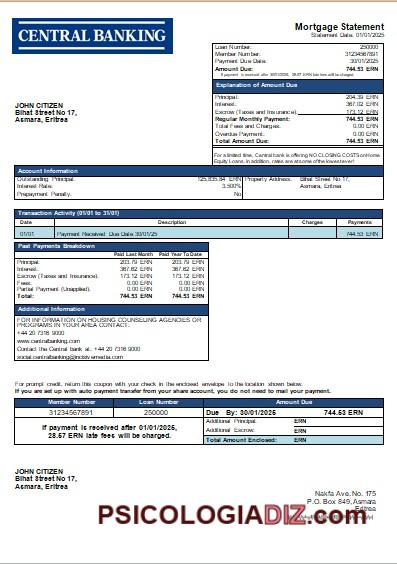 CENTRAL BANKING
Mortgage Statement
Statement Date: 01/01/2025
Loan Number: 250000
Member Number: 31234567891
Payment Due Date: 30/01/2025
Amount Due: 744.53 ERN
If payment is received after 30/01/2025, 28.57 ERN late fees will be charged.
JOHN CITIZEN
Bihat Street No 17,
Asmara, Eritrea
Explanation of Amount Due
Principal: 204.39 ERN
Interest: 367.02 ERN
Escrow (Taxes and Insurance): 173.12 ERN
Regular Monthly Payment: 744.53 ERN
Total Fees and Charges: 0.00 ERN
Overdue Payment: 0.00 ERN
Total Amount Due: 744.53 ERN
For a limited time, Central bank is offering NO CLOSING COSTS on Home
Equity Loans. In addition, rates are at some of the lowest ever!
Account Information
Outstanding Principal: 125,835.84 ERN Property Address: Bihat Street No 17,
Interest Rate: 3.500% Asmara, Eritrea
Prepayment Penalty: No
Transaction Activity (01/01 to 31/01)
Date Description Charges Payments
01/01 Payment Received Due Date 30/01/25 744.53 ERN
Past Payments Breakdown
Paid Last Month Paid Year To Date
Principal: 203.79 ERN 203.79 ERN
Interest: 367.62 ERN 367.62 ERN
Escrow (Taxes and Insurance): 173.12 ERN 173.12 ERN
Fees: 0.00 ERN 0.00 ERN
Partial Payment (Unapplied): 0.00 ERN 0.00 ERN
Total: 744.53 ERN 744.53 ERN
Additional Information
FOR INFORMATION ON HOUSING COUNSELING AGENCIES OR
PROGRAMS IN YOUR AREA CONTACT:
+44 20 7316 9000
www.centralbanking.com
Contact the Central bank at: +44 20 7316 9000
social.centralbanking@incisivemedia.com
For prompt credit, return this coupon with your check in the enclosed envelope to the location shown below.
If you are set up with auto payment transfer from your share account, you do not need to mail your payment.
Member Number Loan Number Amount Due
31234567891 250000 Due By: 30/01/2025 744.53 ERN
If payment is received after 01/01/2025,
28.57 ERN late fees will be charged.
Additional Principal: ERN
Additional Escrow: ERN
Total Amount Enclosed: ERN
JOHN CITIZEN
Bihat Street No 17,
Asmara, Eritrea
Nakfa Ave. No. 175
P.O. Box 849, Asmara
Eritrea
PSICOLOGIADIZ.com